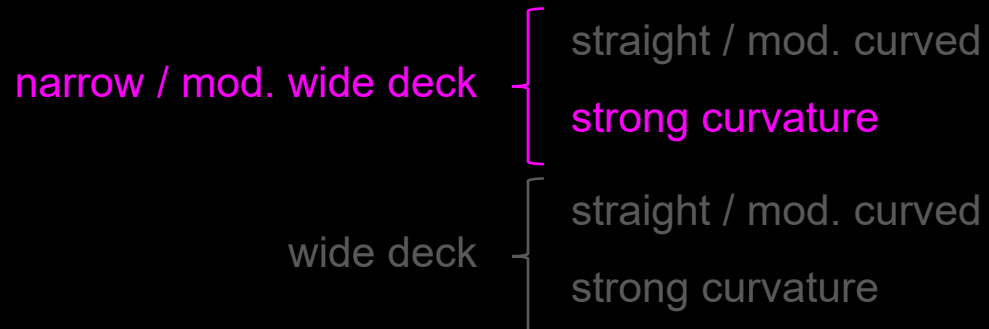 narrow / mod. wide deck
straight / mod. curved
strong curvature
wide deck
straight / mod. curved
strong curvature